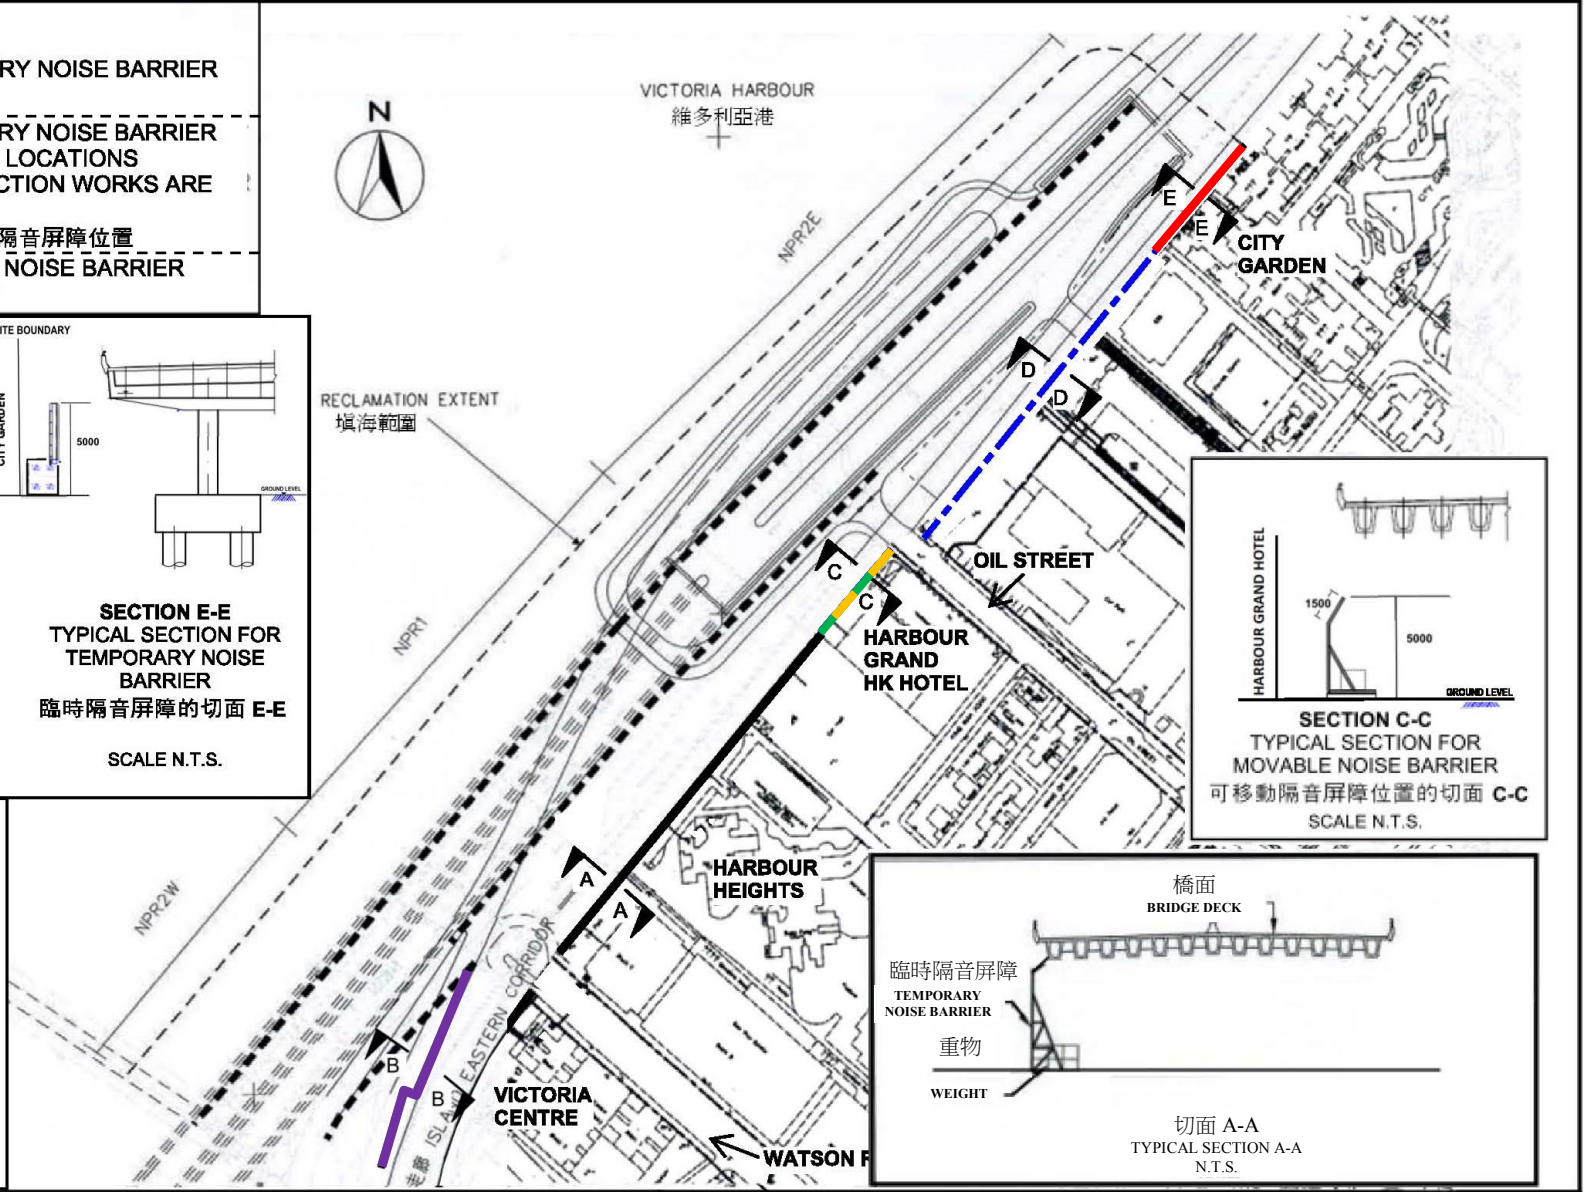 RY NOISE BARRIER
RY NOISE BARRIER
LOCATIONS
CTION WORKS ARE
隔音屏障位置
NOISE BARRIER
N
VICTORIA HARBOUR
維多利亞港
NPR2E
RECLAMATION EXTENT
填海範圍
NPR1
NPR2W
E
E
CITY
GARDEN
D
D
OIL STREET
C
C
HARBOUR
GRAND
HK HOTEL
HARBOUR
HEIGHTS
A
A
B
B
ISLAND EASTERN CORRIDOR
走廊
VICTORIA
CENTRE
WATSON R
ITE BOUNDARY
CITY GARDEN
5000
GROUND LEVEL
SECTION E-E
TYPICAL SECTION FOR
TEMPORARY NOISE
BARRIER
臨時隔音屏障的切面 E-E
SCALE N.T.S.
HARBOUR GRAND HOTEL
1500
5000
GROUND LEVEL
SECTION C-C
TYPICAL SECTION FOR
MOVABLE NOISE BARRIER
可移動隔音屏障位置的切面 C-C
SCALE N.T.S.
橋面
BRIDGE DECK
臨時隔音屏障
TEMPORARY
NOISE BARRIER
重物
WEIGHT
切面 A-A
TYPICAL SECTION A-A
N.T.S.